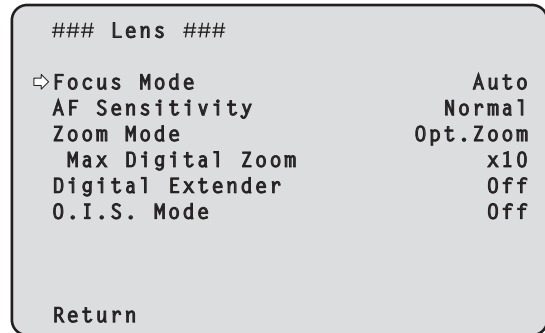 ### Lens ###
⇨Focus Mode Auto
AF Sensitivity Normal
Zoom Mode Opt.Zoom
Max Digital Zoom x10
Digital Extender Off
O.I.S. Mode Off
Return